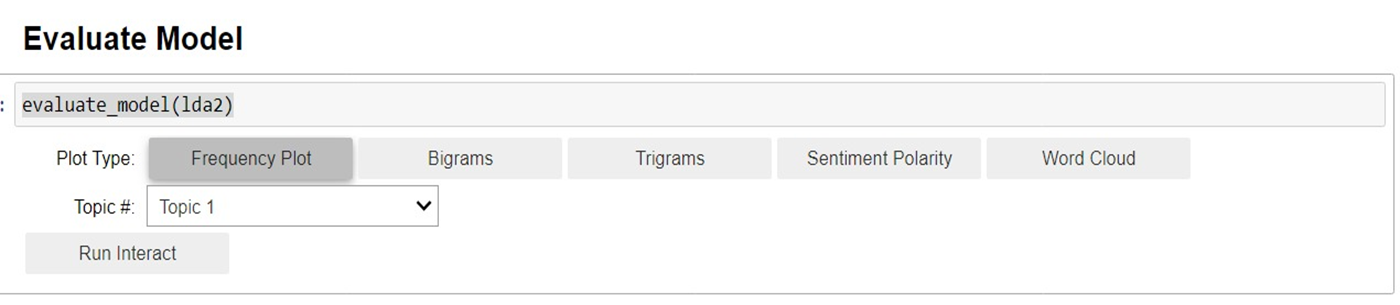 Evaluate Model
: evaluate_model(lda2)
Plot Type: Frequency Plot Bigrams Trigrams Sentiment Polarity Word Cloud
Topic #: Topic 1
Run Interact